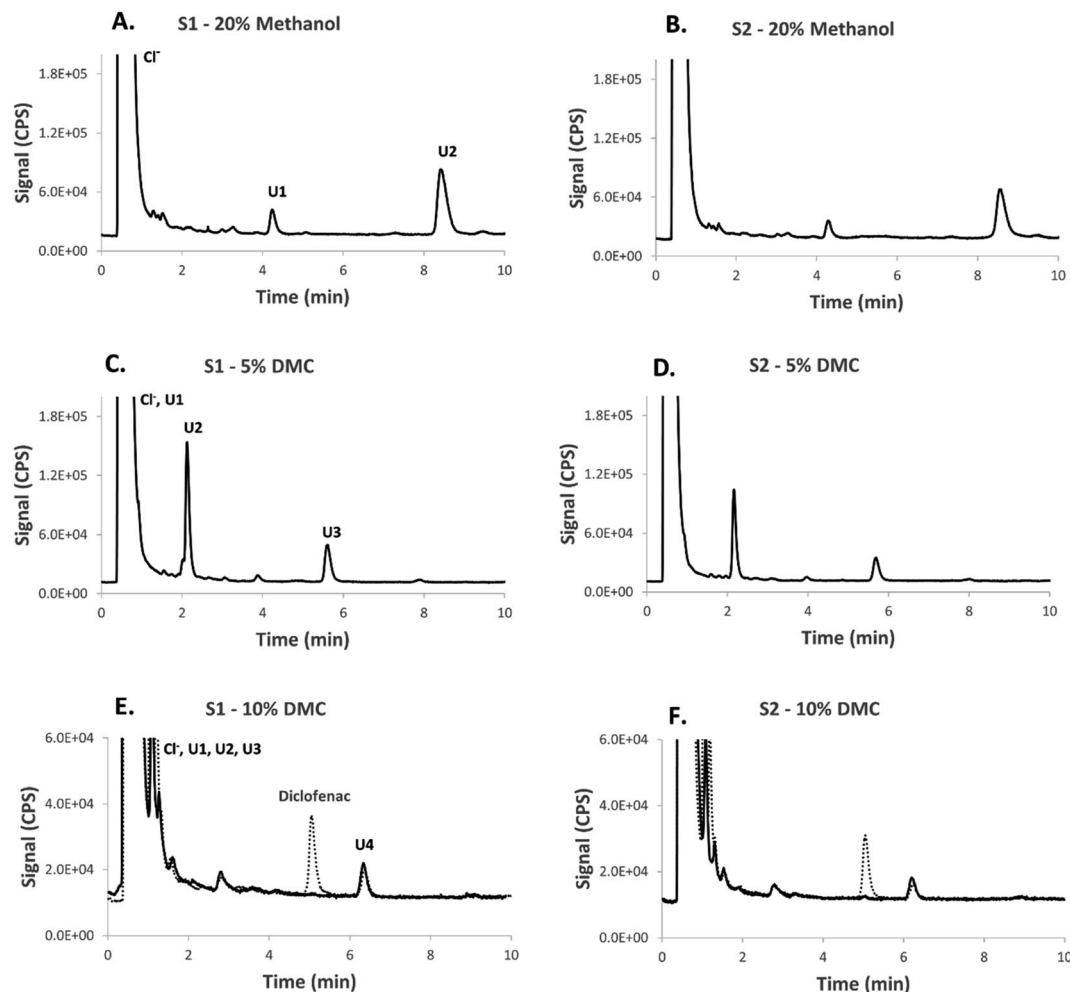 A.
S1 - 20% Methanol
Cl-
U1
U2
Signal (CPS)
1.8E+05
1.2E+05
6.0E+04
0.0E+00
0 2 4 6 8 10
Time (min)
B.
S2 - 20% Methanol
Signal (CPS)
1.8E+05
1.2E+05
6.0E+04
0.0E+00
0 2 4 6 8 10
Time (min)
C.
S1 - 5% DMC
Cl-, U1
U2
U3
Signal (CPS)
1.8E+05
1.2E+05
6.0E+04
0.0E+00
0 2 4 6 8 10
Time (min)
D.
S2 - 5% DMC
Signal (CPS)
1.8E+05
1.2E+05
6.0E+04
0.0E+00
0 2 4 6 8 10
Time (min)
E.
S1 - 10% DMC
Cl-, U1, U2, U3
Diclofenac
U4
Signal (CPS)
6.0E+04
4.0E+04
2.0E+04
0.0E+00
0 2 4 6 8 10
Time (min)
F.
S2 - 10% DMC
Signal (CPS)
6.0E+04
4.0E+04
2.0E+04
0.0E+00
0 2 4 6 8 10
Time (min)